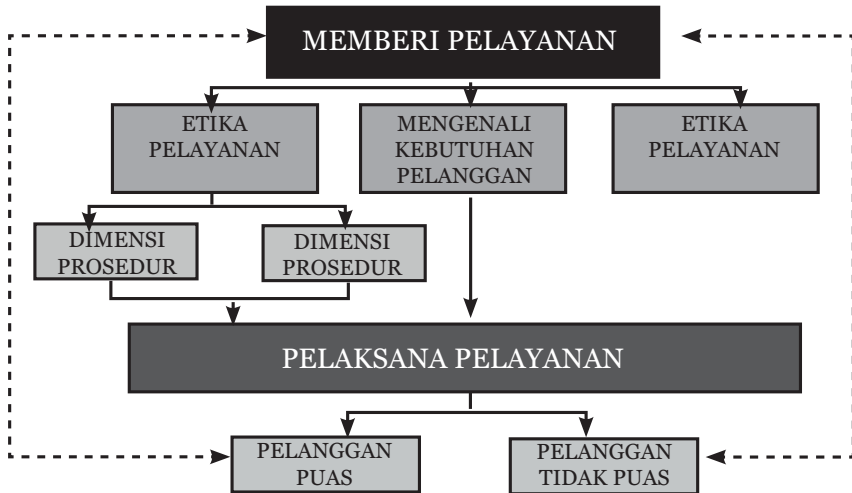 MEMBERI PELAYANAN
ETIKA
PELAYANAN
MENGENALI
KEBUTUHAN
PELANGGAN
ETIKA
PELAYANAN
DIMENSI
PROSEDUR
DIMENSI
PROSEDUR
PELAKSANA PELAYANAN
PELANGGAN
PUAS
PELANGGAN
TIDAK PUAS